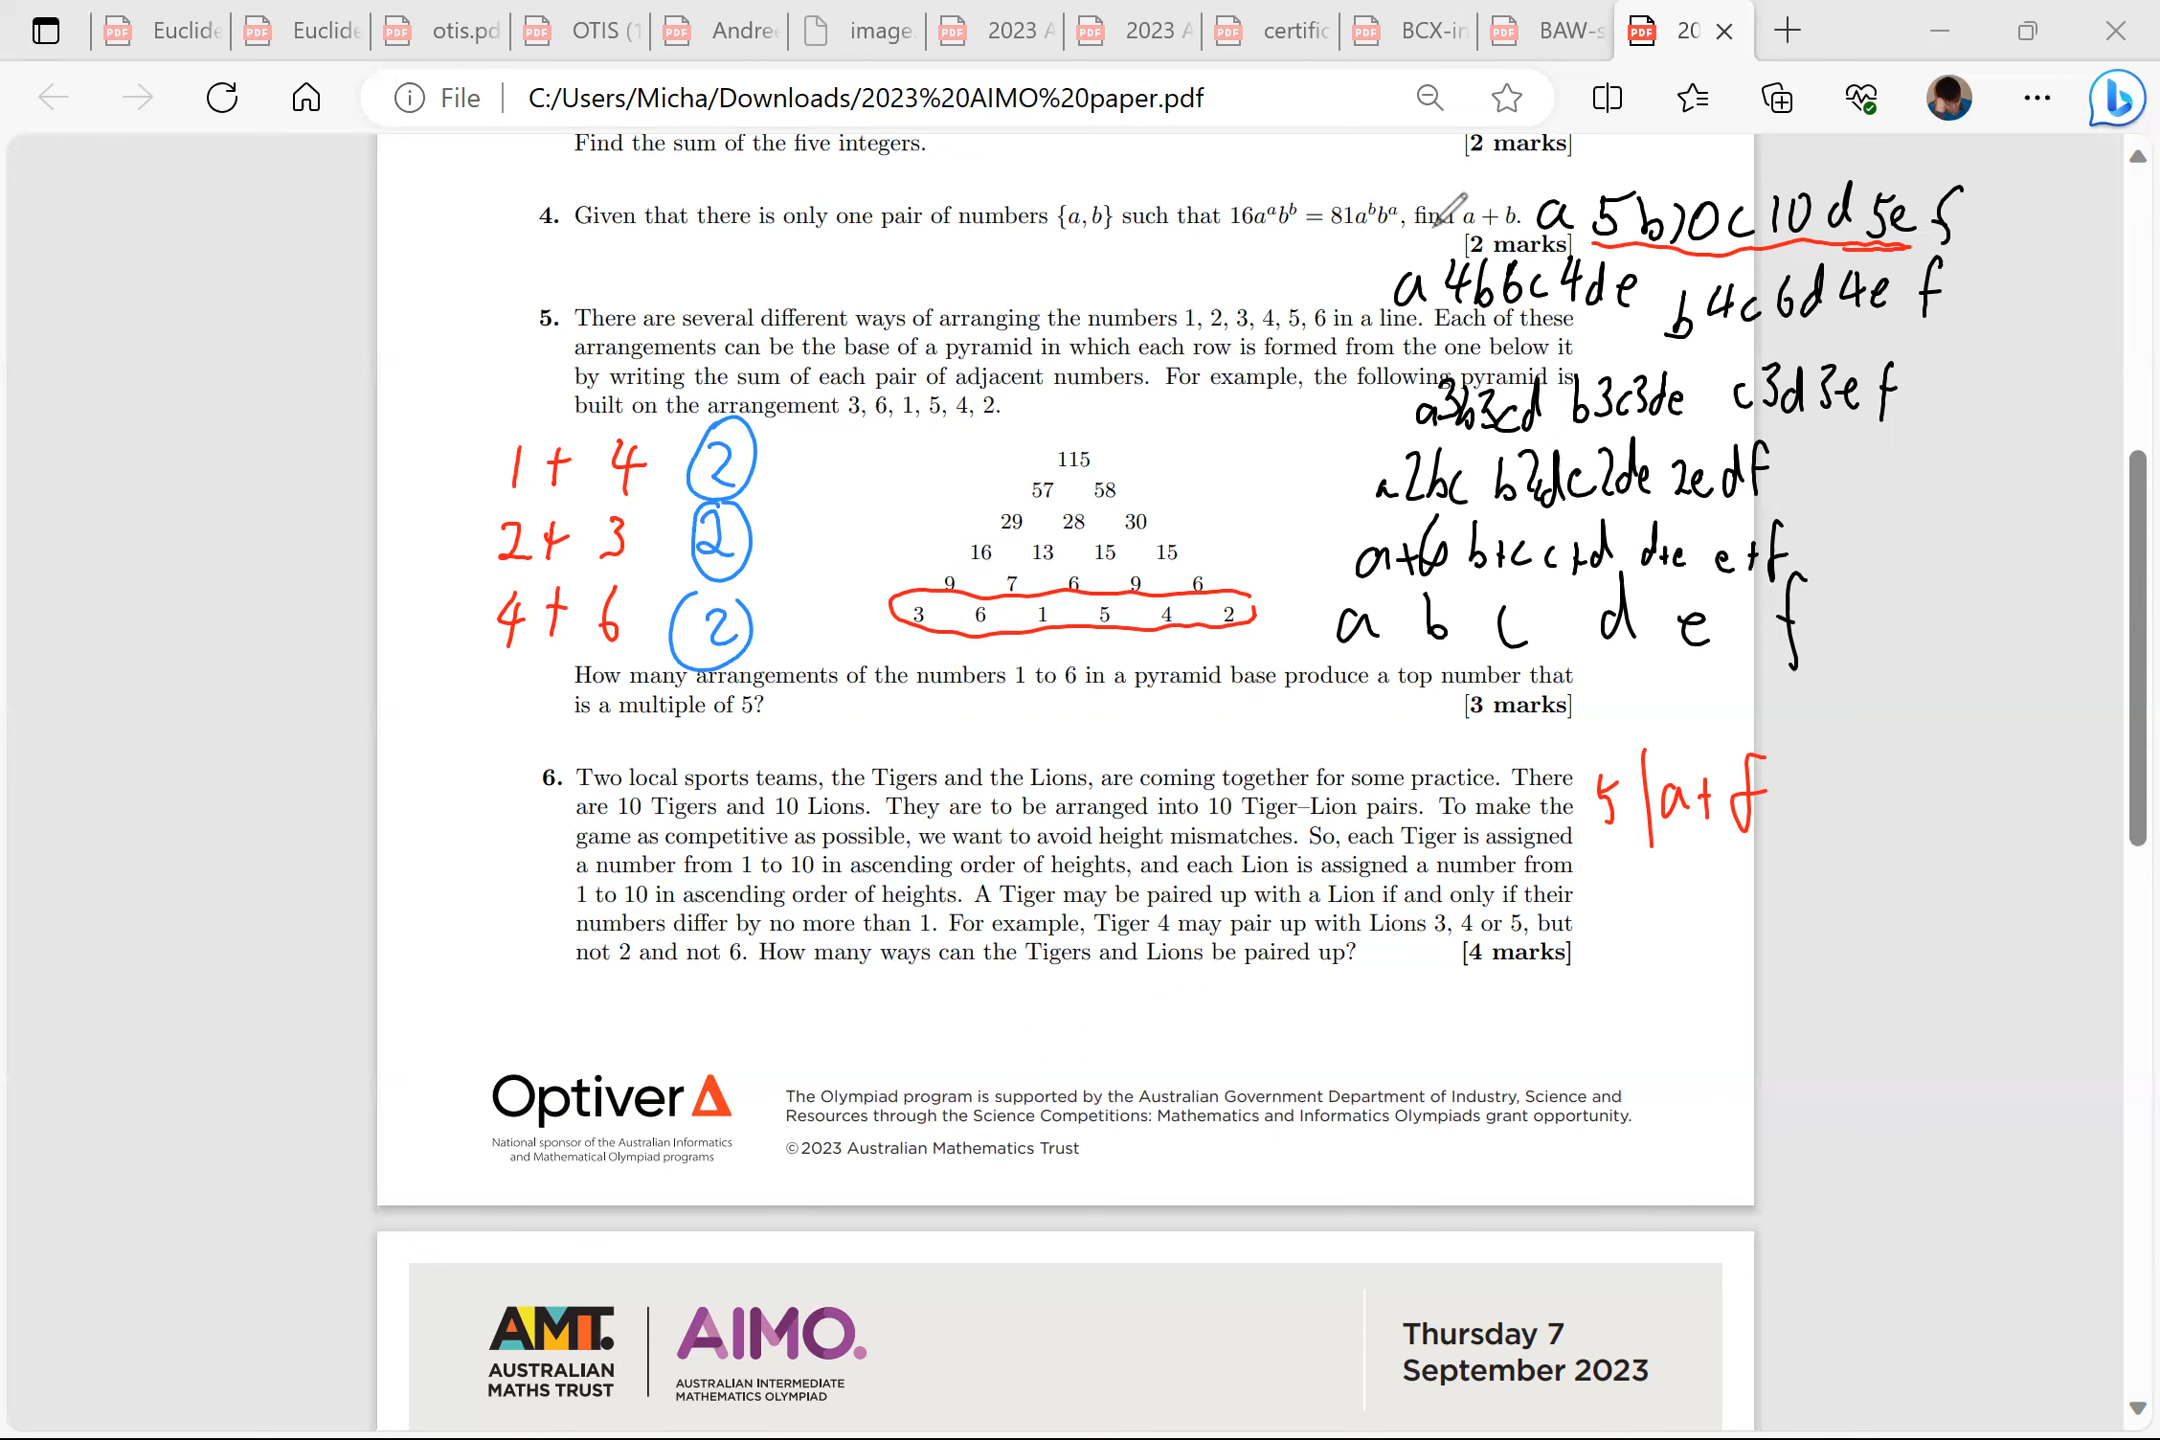 Euclid
Euclid
otis.pd
OTIS (1
Andre
image.
2023 A
2023 A
certific
BCX-in
BAW-s
20
File
C:/Users/Micha/Downloads/2023%20AIMO%20paper.pdf
Find the sum of the five integers. [2 marks]
4. Given that there is only one pair of numbers {a, b} such that 16aᵃbᵇ = 81aᵇbᵃ, find a + b.
[2 marks]
a 5b 10c 10d 5e f
a 4b 6c 4d e b 4c 6d 4e f
5. There are several different ways of arranging the numbers 1, 2, 3, 4, 5, 6 in a line. Each of these
arrangements can be the base of a pyramid in which each row is formed from the one below it
by writing the sum of each pair of adjacent numbers. For example, the following pyramid is
built on the arrangement 3, 6, 1, 5, 4, 2.
a3b3cd b3c3de c3d3ef
1 + 4 2
2 + 3 2
4 + 6 2
115
57 58
29 28 30
16 13 15 15
9 7 6 9 6
3 6 1 5 4 2
a2bc b2cd c2de 2edf
a+b b+c c+d d+e e+f
a b c d e f
How many arrangements of the numbers 1 to 6 in a pyramid base produce a top number that
is a multiple of 5? [3 marks]
6. Two local sports teams, the Tigers and the Lions, are coming together for some practice. There
are 10 Tigers and 10 Lions. They are to be arranged into 10 Tiger–Lion pairs. To make the
game as competitive as possible, we want to avoid height mismatches. So, each Tiger is assigned
a number from 1 to 10 in ascending order of heights, and each Lion is assigned a number from
1 to 10 in ascending order of heights. A Tiger may be paired up with a Lion if and only if their
numbers differ by no more than 1. For example, Tiger 4 may pair up with Lions 3, 4 or 5, but
not 2 and not 6. How many ways can the Tigers and Lions be paired up? [4 marks]
5 | a + f
Optiver
National sponsor of the Australian Informatics
and Mathematical Olympiad programs
The Olympiad program is supported by the Australian Government Department of Industry, Science and
Resources through the Science Competitions: Mathematics and Informatics Olympiads grant opportunity.
©2023 Australian Mathematics Trust
AMT.
AUSTRALIAN
MATHS TRUST
AIMO.
AUSTRALIAN INTERMEDIATE
MATHEMATICS OLYMPIAD
Thursday 7
September 2023